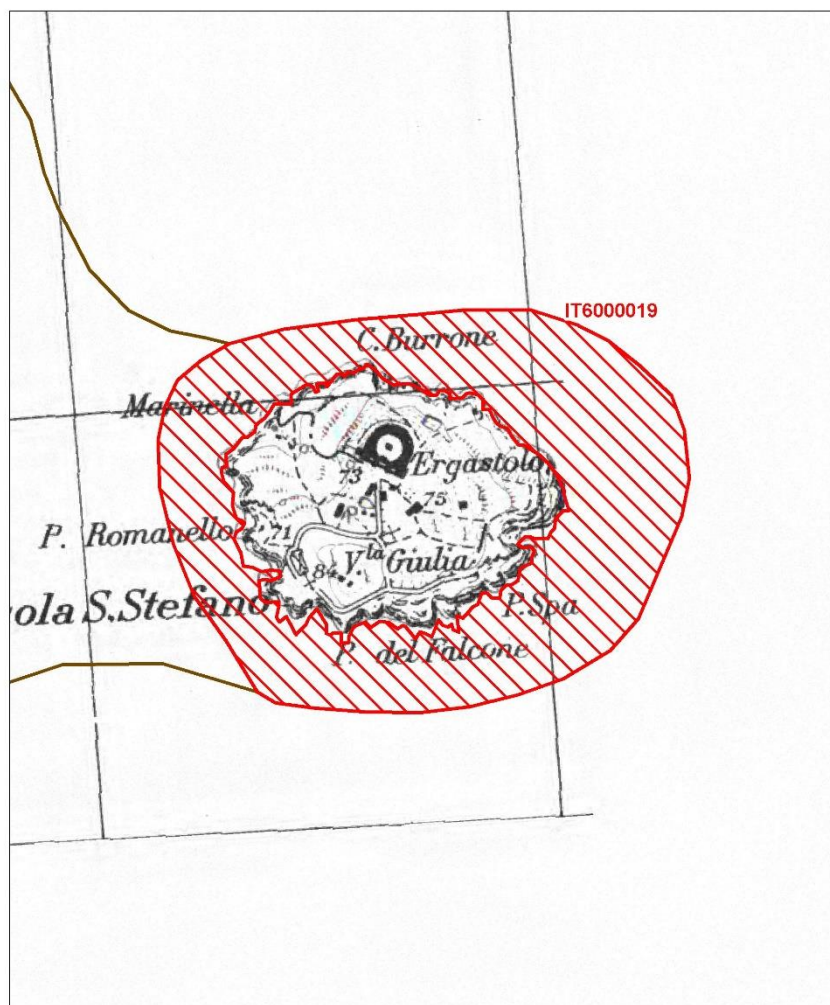 IT6000019
C. Burrone
Marinella
Ergastolo
73
75
P. Romanello
71
V.la Giulia
84
ola S. Stefano
P. Spa
P. del Falcone